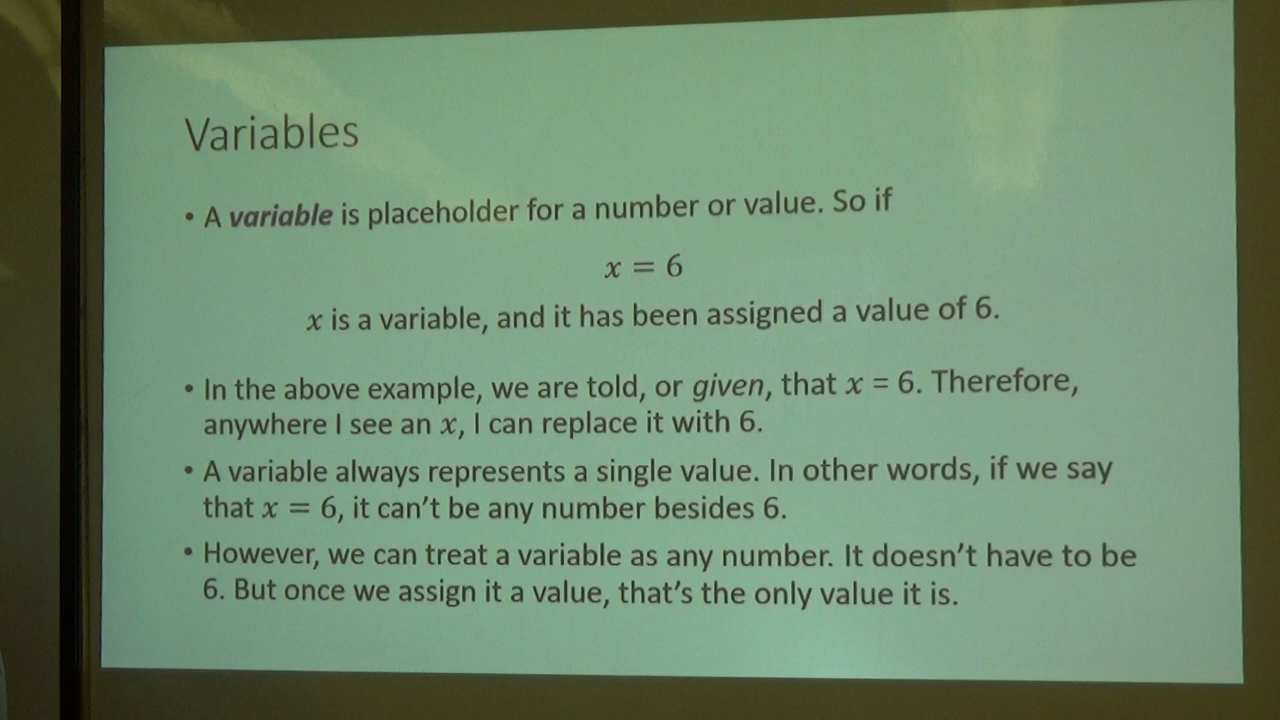 Variables
• A variable is placeholder for a number or value. So if
x = 6
x is a variable, and it has been assigned a value of 6.
• In the above example, we are told, or given, that x = 6. Therefore,
anywhere I see an x, I can replace it with 6.
• A variable always represents a single value. In other words, if we say
that x = 6, it can't be any number besides 6.
• However, we can treat a variable as any number. It doesn't have to be
6. But once we assign it a value, that's the only value it is.